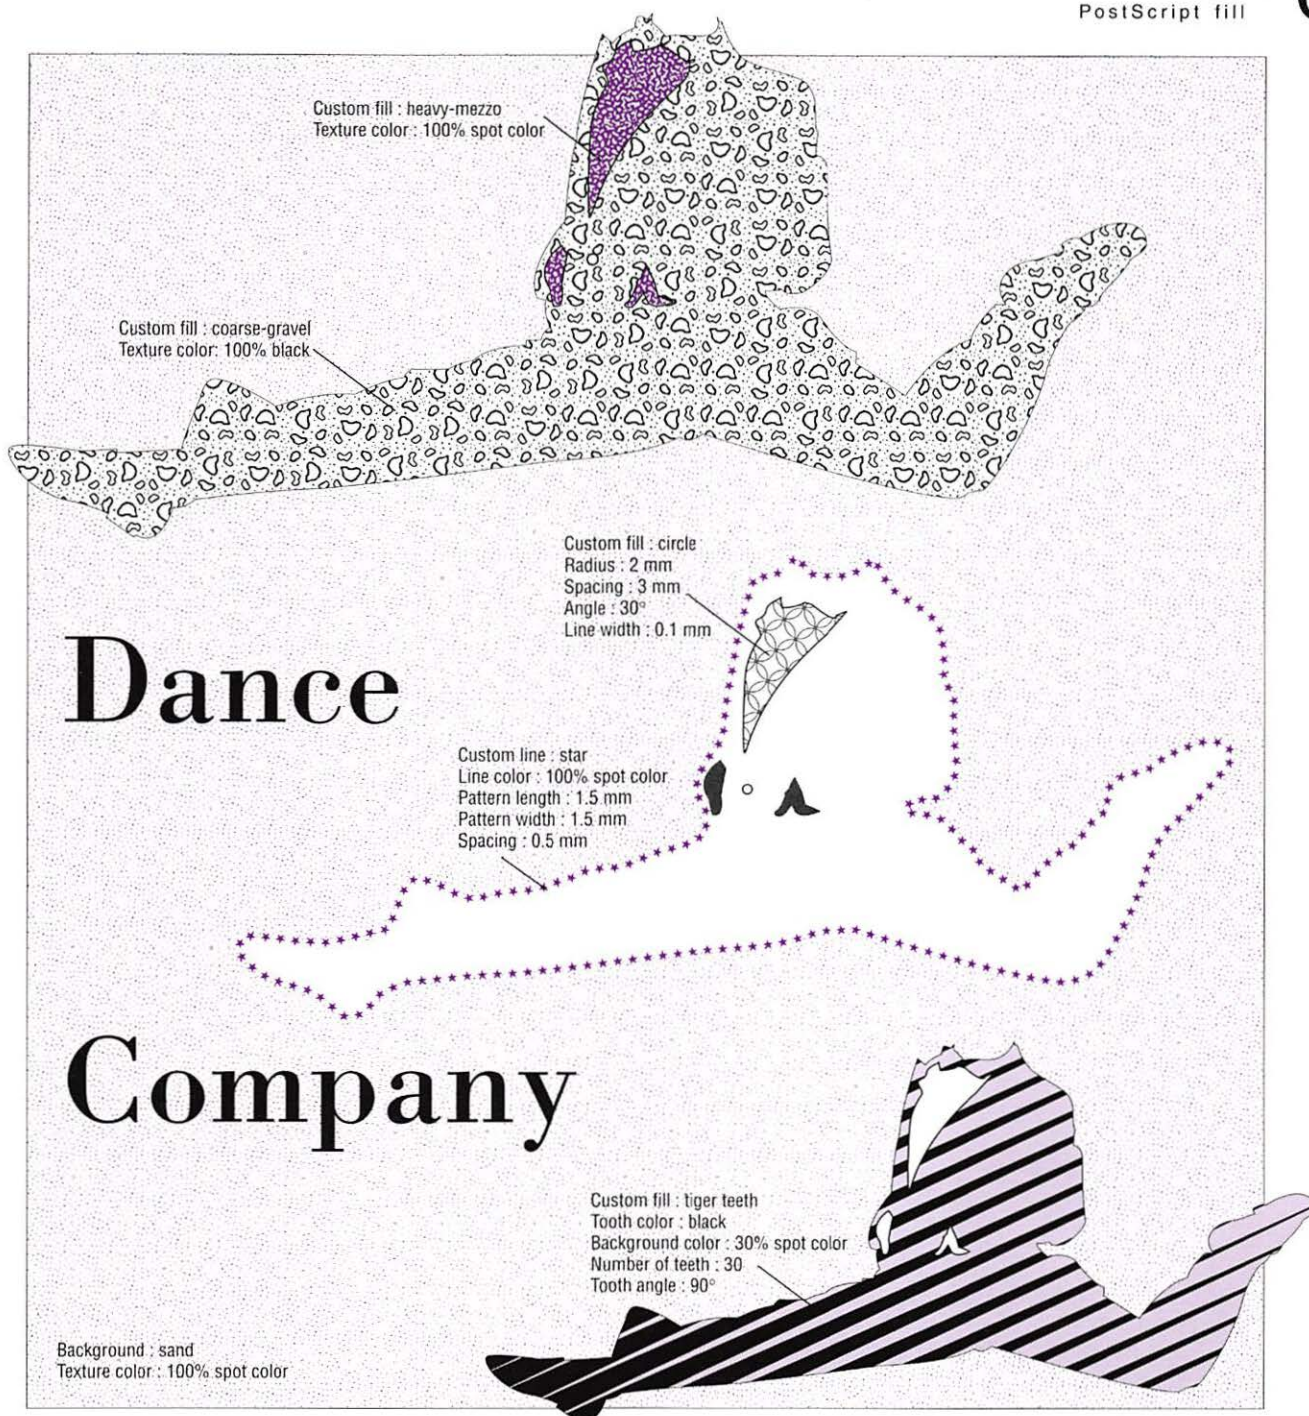 PostScript fill
Custom fill : heavy-mezzo
Texture color : 100% spot color
Custom fill : coarse-gravel
Texture color: 100% black
Custom fill : circle
Radius : 2 mm
Spacing : 3 mm
Angle : 30°
Line width : 0.1 mm
Dance
Custom line : star
Line color : 100% spot color
Pattern length : 1.5 mm
Pattern width : 1.5 mm
Spacing : 0.5 mm
Company
Custom fill : tiger teeth
Tooth color : black
Background color : 30% spot color
Number of teeth : 30
Tooth angle : 90°
Background : sand
Texture color : 100% spot color